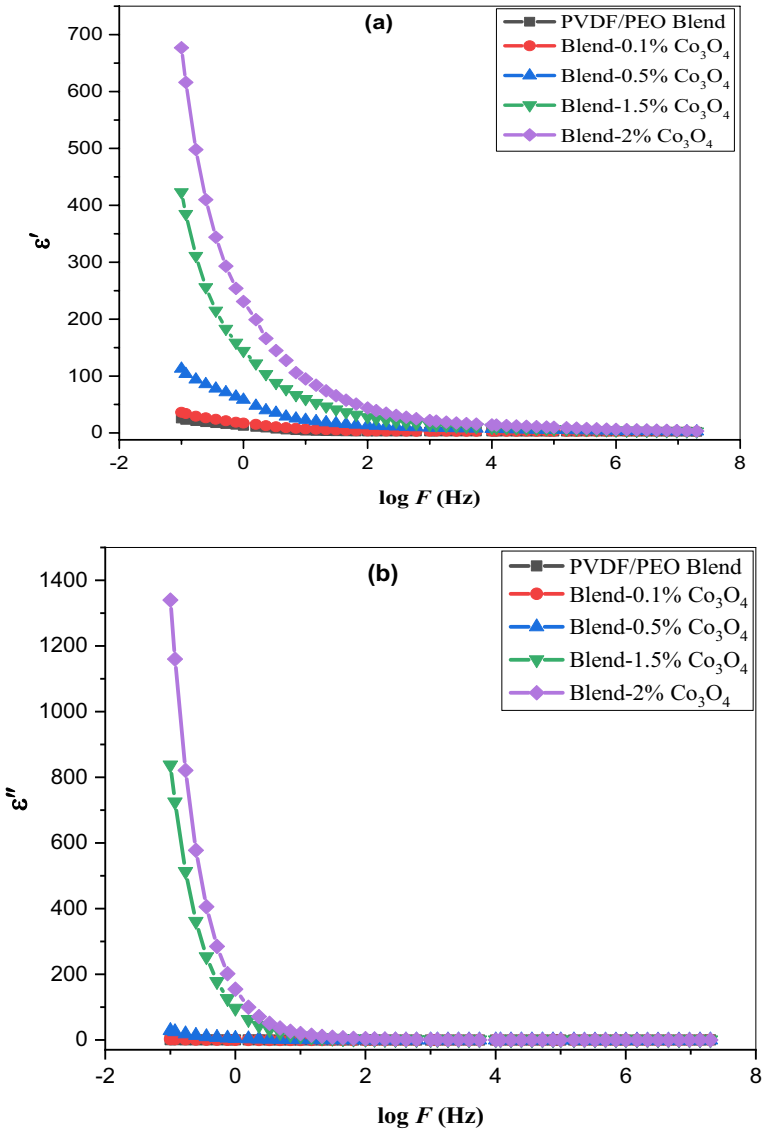 (a)
PVDF/PEO Blend
Blend-0.1% Co₃O₄
Blend-0.5% Co₃O₄
Blend-1.5% Co₃O₄
Blend-2% Co₃O₄
700
600
500
400
300
200
100
0
ε′
-2
0
2
4
6
8
log F (Hz)
(b)
PVDF/PEO Blend
Blend-0.1% Co₃O₄
Blend-0.5% Co₃O₄
Blend-1.5% Co₃O₄
Blend-2% Co₃O₄
1400
1200
1000
800
600
400
200
0
ε″
-2
0
2
4
6
8
log F (Hz)